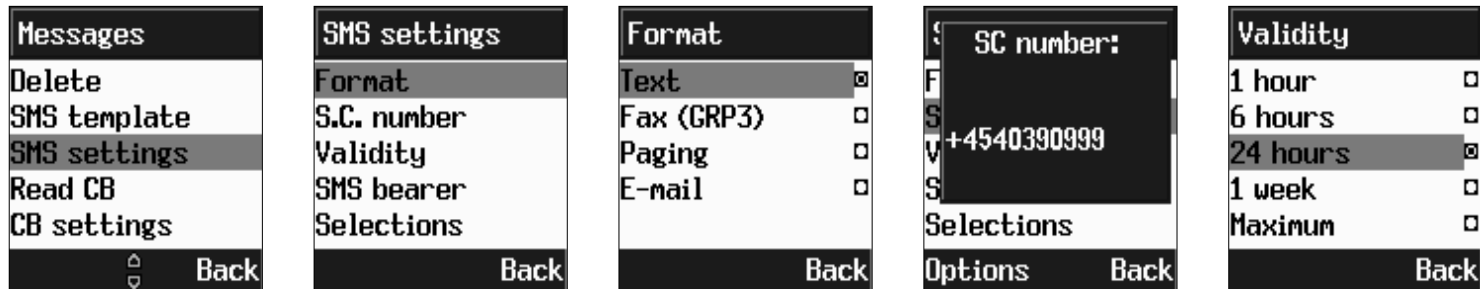 Messages
Delete
SMS template
SMS settings
Read CB
CB settings
Back
SMS settings
Format
S.C. number
Validity
SMS bearer
Selections
Back
Format
Text
Fax (GRP3)
Paging
E-mail
Back
SC number:
+4540390999
Selections
Options Back
Validity
1 hour
6 hours
24 hours
1 week
Maximum
Back